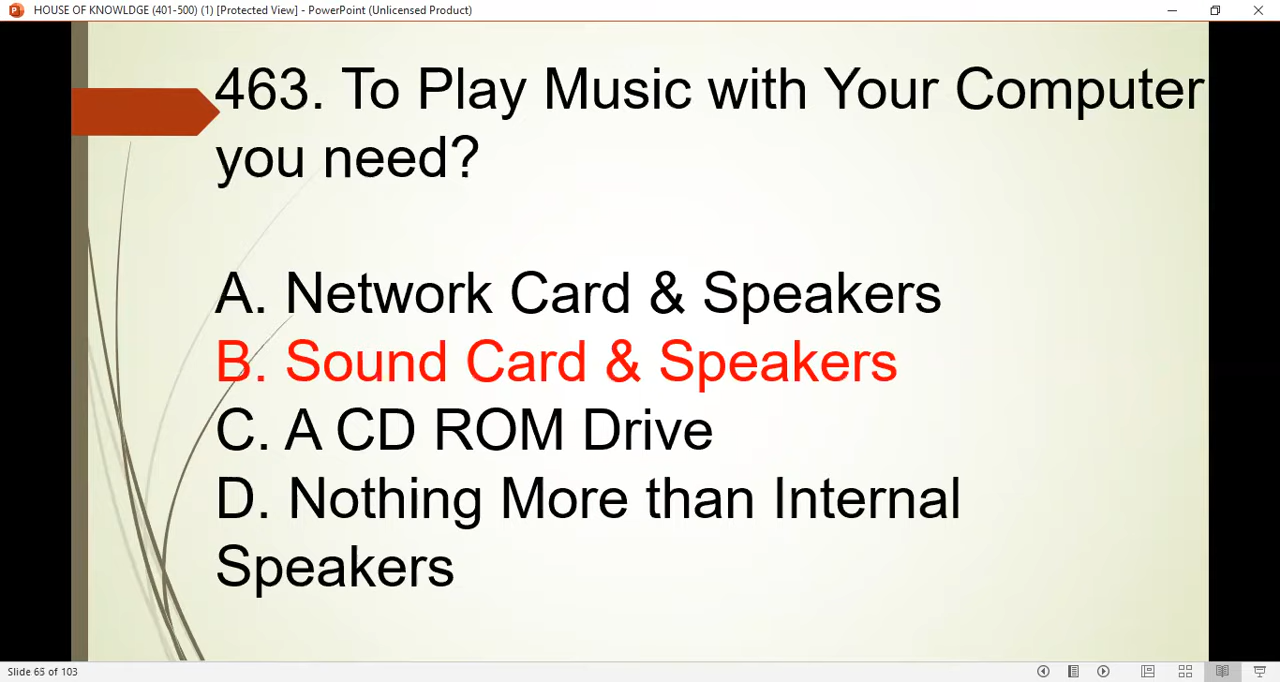 HOUSE OF KNOWLDGE (401-500) (1) [Protected View] - PowerPoint (Unlicensed Product)
463. To Play Music with Your Computer
you need?
A. Network Card & Speakers
B. Sound Card & Speakers
C. A CD ROM Drive
D. Nothing More than Internal
Speakers
Slide 65 of 103